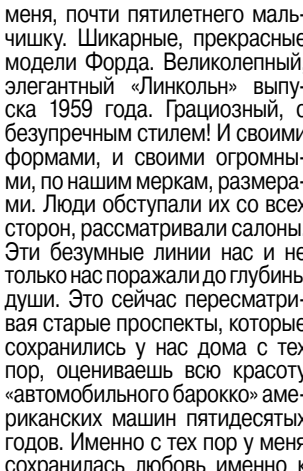 меня, почти пятилетнего маль-
чишку. Шикарные, прекрасные
модели Форда. Великолепный,
элегантный «Линкольн» выпу-
ска 1959 года. Грациозный, с
безупречным стилем! И своими
формами, и своими огромны-
ми, по нашим меркам, размера-
ми. Люди обступали их со всех
сторон, рассматривали салоны.
Эти безумные линии нас и не
только нас поражали до глубины
души. Это сейчас пересматри-
вая старые проспекты, которые
сохранились у нас дома с тех
пор, оцениваешь всю красоту
«автомобильного барокко» аме-
риканских машин пятидесятых
годов. Именно с тех пор у меня
сохранилась любовь именно к